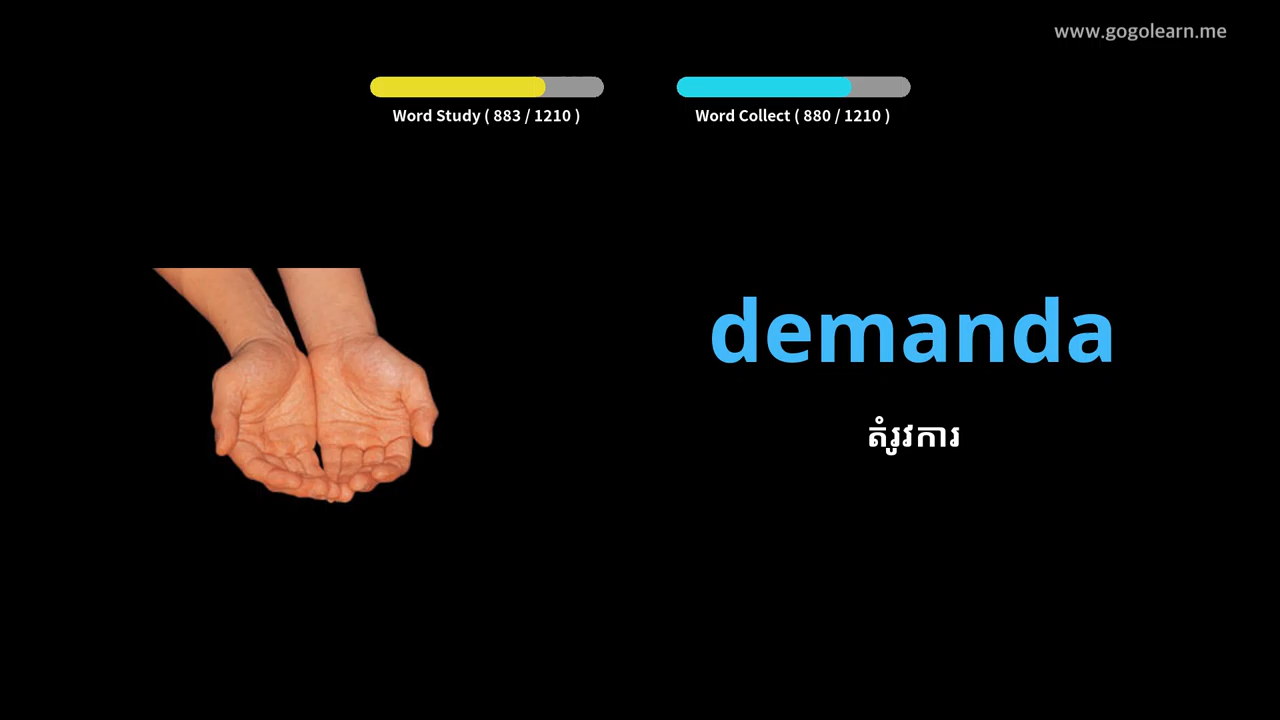 www.gogolearn.me
Word Study ( 883 / 1210 )
Word Collect ( 880 / 1210 )
demanda
តំរូវការ